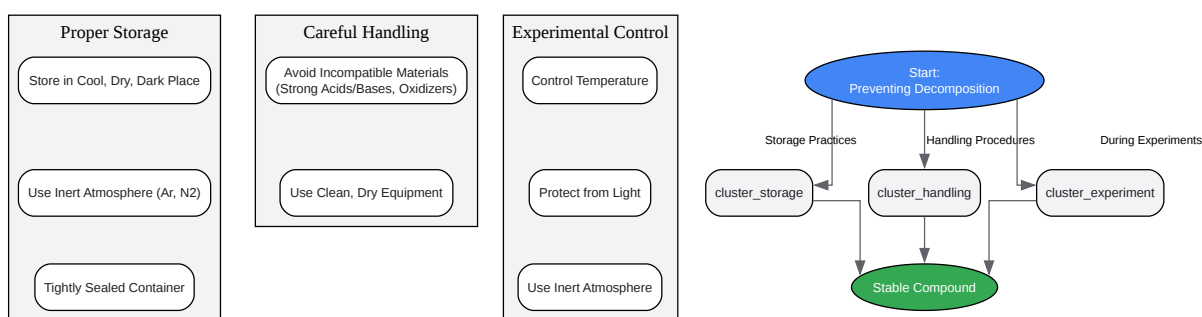 Proper Storage
Store in Cool, Dry, Dark Place
Use Inert Atmosphere (Ar, N2)
Tightly Sealed Container
Careful Handling
Avoid Incompatible Materials
(Strong Acids/Bases, Oxidizers)
Use Clean, Dry Equipment
Experimental Control
Control Temperature
Protect from Light
Use Inert Atmosphere
Start:
Preventing Decomposition
Storage Practices
Handling Procedures
During Experiments
cluster_storage
cluster_handling
cluster_experiment
Stable Compound